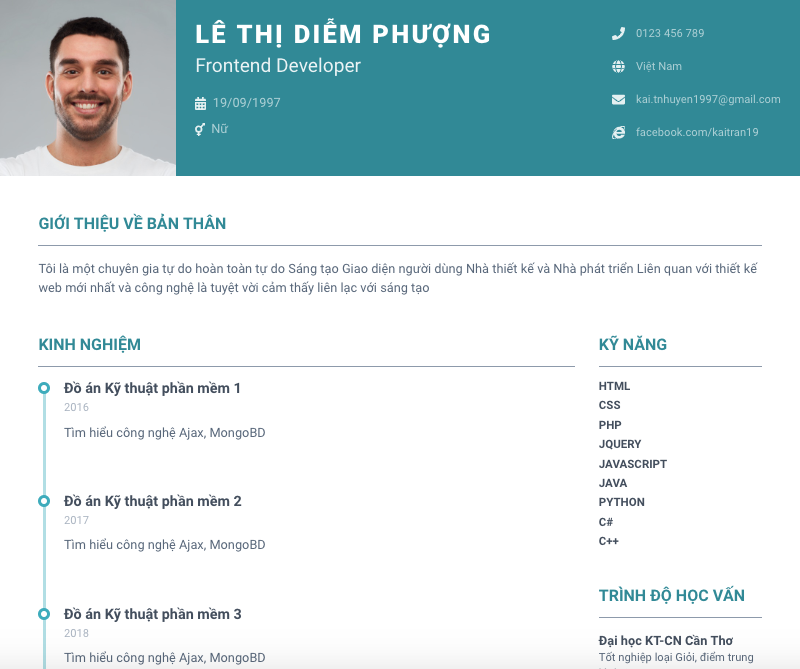 LÊ THỊ DIỄM PHƯỢNG
Frontend Developer
19/09/1997
Nữ
0123 456 789
Việt Nam
kai.tnhuyen1997@gmail.com
facebook.com/kaitran19
GIỚI THIỆU VỀ BẢN THÂN
Tôi là một chuyên gia tự do hoàn toàn tự do Sáng tạo Giao diện người dùng Nhà thiết kế và Nhà phát triển Liên quan với thiết kế
web mới nhất và công nghệ là tuyệt vời cảm thấy liên lạc với sáng tạo
KINH NGHIỆM
Đồ án Kỹ thuật phần mềm 1
2016
Tìm hiểu công nghệ Ajax, MongoBD
Đồ án Kỹ thuật phần mềm 2
2017
Tìm hiểu công nghệ Ajax, MongoBD
Đồ án Kỹ thuật phần mềm 3
2018
Tìm hiểu công nghệ Ajax, MongoBD
KỸ NĂNG
HTML
CSS
PHP
JQUERY
JAVASCRIPT
JAVA
PYTHON
C#
C++
TRÌNH ĐỘ HỌC VẤN
Đại học KT-CN Cần Thơ
Tốt nghiệp loại Giỏi, điểm trung